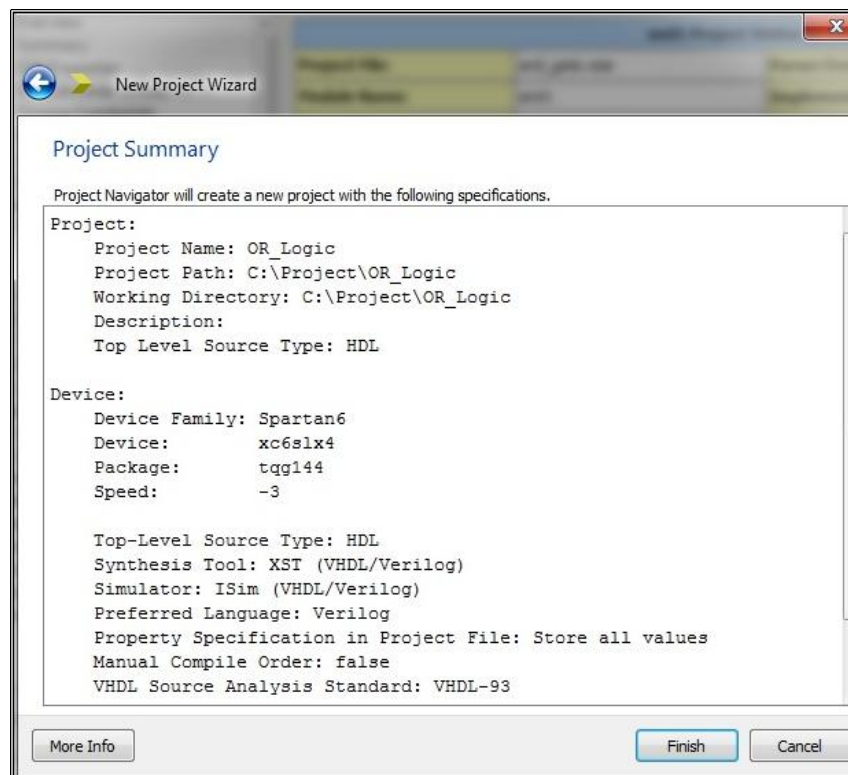 New Project Wizard
Project Summary
Project Navigator will create a new project with the following specifications.
Project:
Project Name: OR_Logic
Project Path: C:\Project\OR_Logic
Working Directory: C:\Project\OR_Logic
Description:
Top Level Source Type: HDL
Device:
Device Family: Spartan6
Device: xc6slx4
Package: tqg144
Speed: -3
Top-Level Source Type: HDL
Synthesis Tool: XST (VHDL/Verilog)
Simulator: ISim (VHDL/Verilog)
Preferred Language: Verilog
Property Specification in Project File: Store all values
Manual Compile Order: false
VHDL Source Analysis Standard: VHDL-93
More Info Finish Cancel